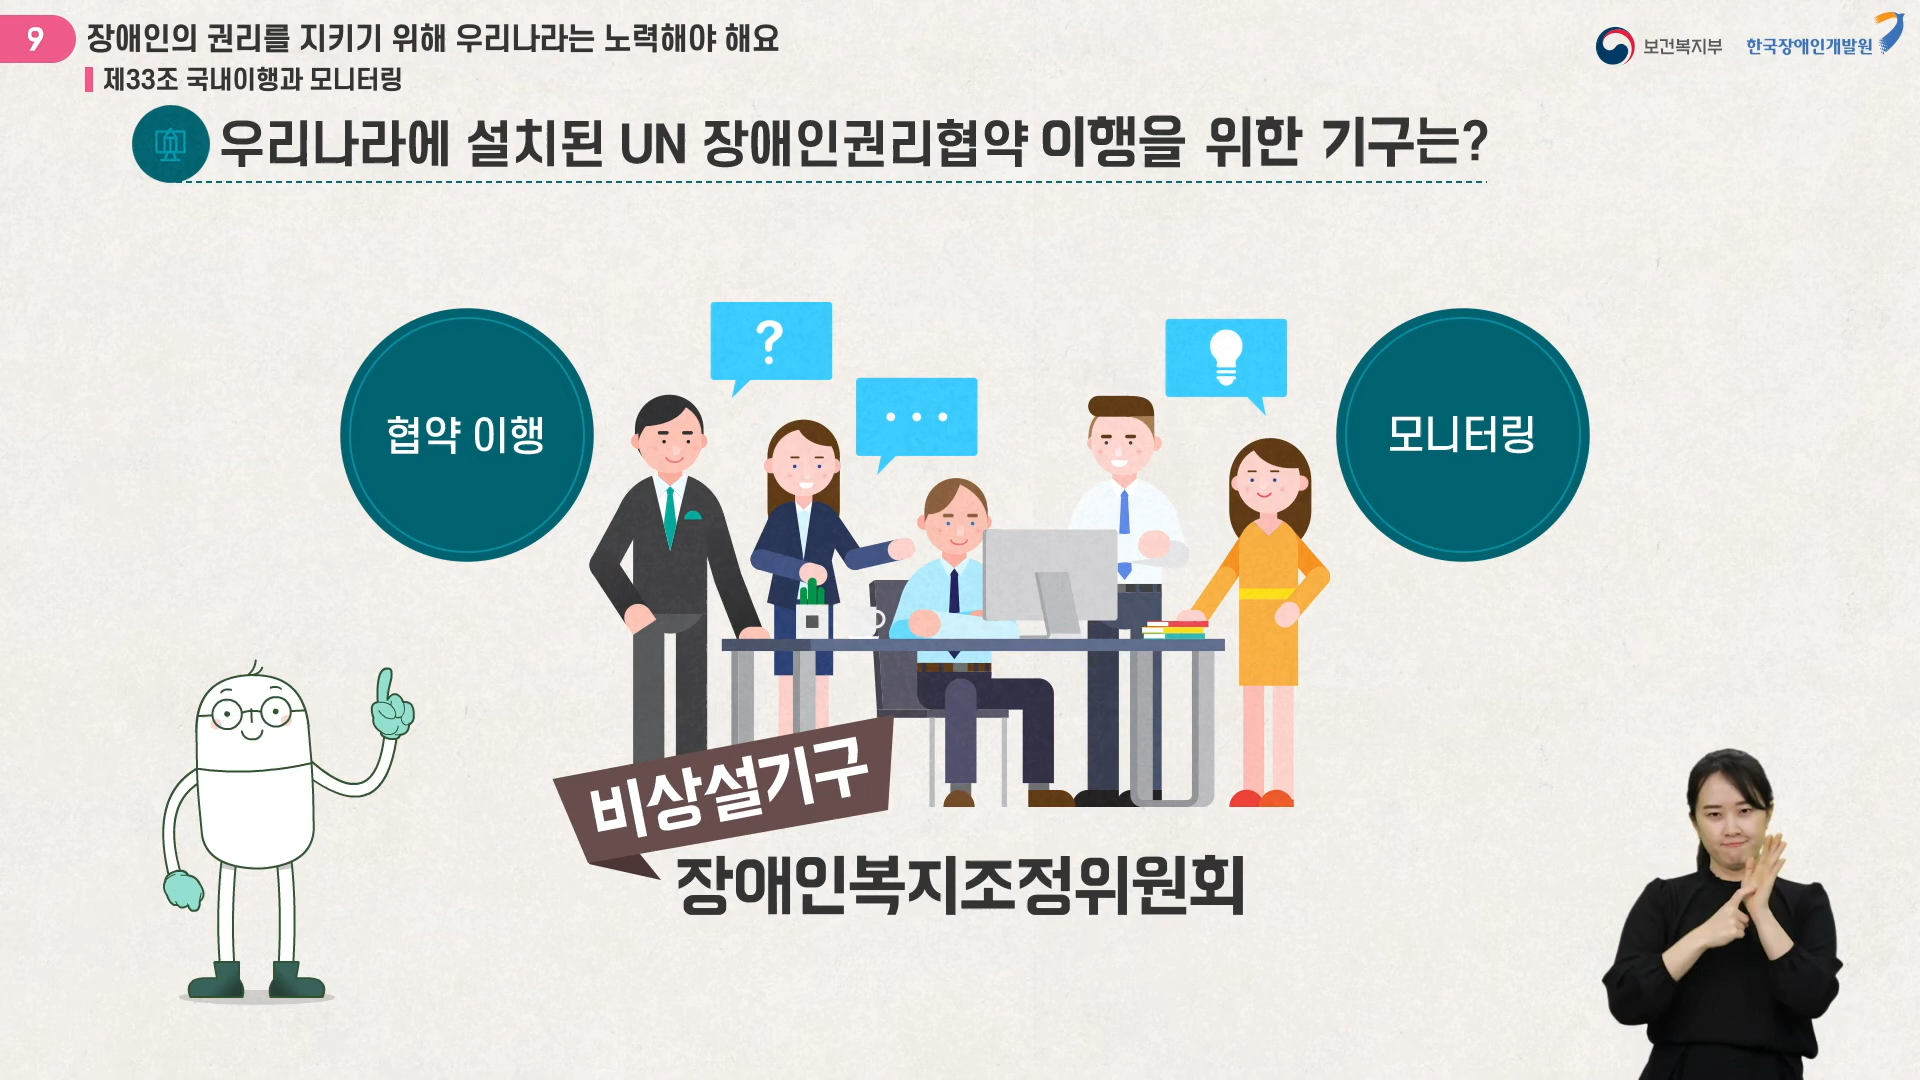 9
장애인의 권리를 지키기 위해 우리나라는 노력해야 해요
제33조 국내이행과 모니터링
보건복지부
한국장애인개발원
우리나라에 설치된 UN 장애인권리협약 이행을 위한 기구는?
?
협약 이행
모니터링
비상설기구
장애인복지조정위원회